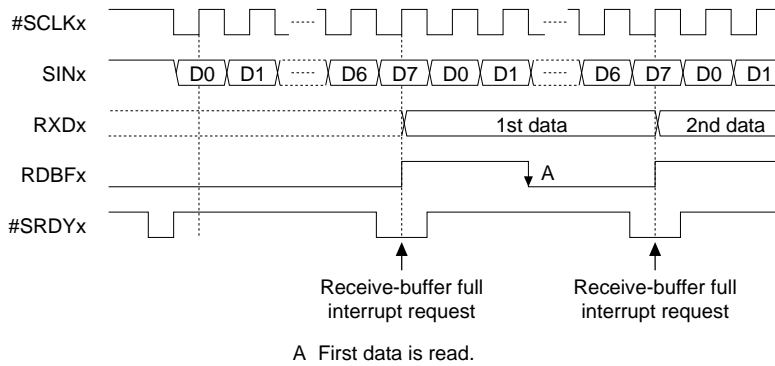 #SCLKx
SINx D0 D1 D6 D7 D0 D1 D6 D7 D0 D1
RXDx 1st data 2nd data
RDBFx A
#SRDYx
Receive-buffer full Receive-buffer full
interrupt request interrupt request
A First data is read.